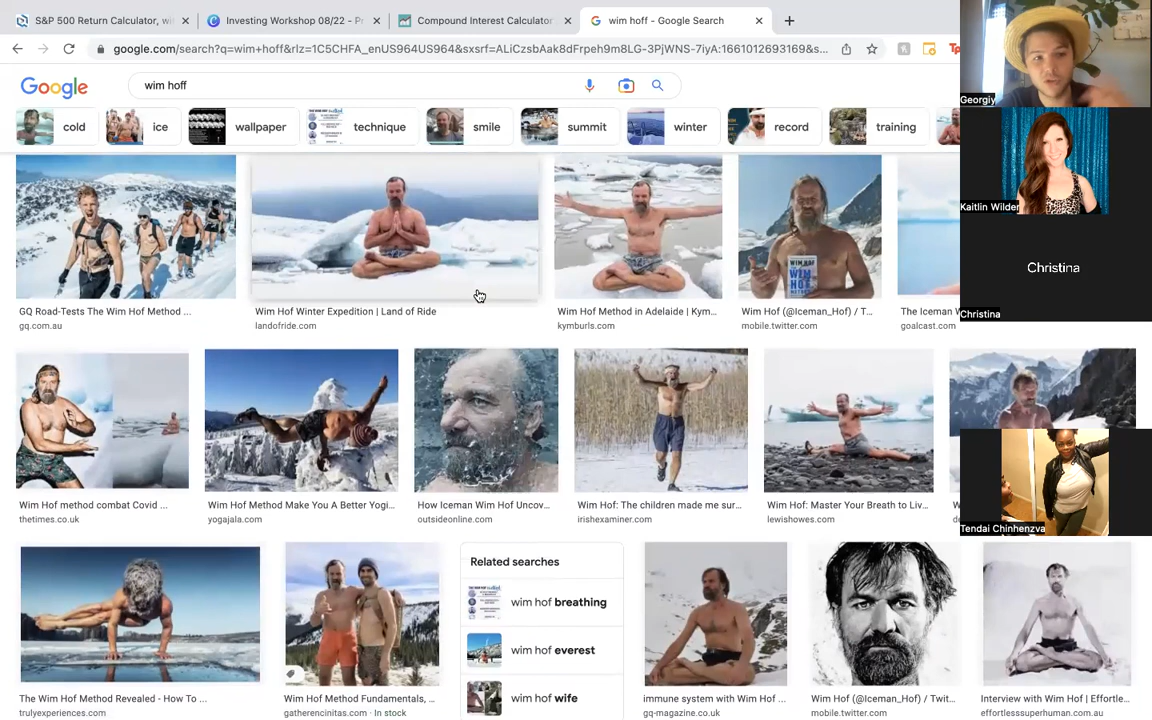 S&P 500 Return Calculator, wi
Investing Workshop 08/22 - P
Compound Interest Calculator
wim hoff - Google Search
google.com/search?q=wim+hoff&rlz=1C5CHFA_enUS964US964&sxsrf=ALiCzsbAak8dFrpeh9m8LG-3PjWNS-7iyA:1661012693169&s...
Google
wim hoff
cold
ice
wallpaper
technique
smile
summit
winter
record
training
Georgiy
Kaitlin Wilder
Christina
Christina
Tendai Chinhenzva
GQ Road-Tests The Wim Hof Method ...
gq.com.au
Wim Hof Winter Expedition | Land of Ride
landofride.com
Wim Hof Method in Adelaide | Kym...
kymburls.com
WIM HOF
Wim Hof (@Iceman_Hof) / T...
mobile.twitter.com
The Iceman
goalcast.com
Wim Hof method combat Covid ...
thetimes.co.uk
Wim Hof Method Make You A Better Yogi...
yogajala.com
How Iceman Wim Hof Uncov...
outsideonline.com
Wim Hof: The children made me sur...
irishexaminer.com
Wim Hof: Master Your Breath to Liv...
lewishowes.com
The Wim Hof Method Revealed - How To ...
trulyexperiences.com
Wim Hof Method Fundamentals, ...
gatherencinitas.com · In stock
Related searches
wim hof breathing
wim hof everest
wim hof wife
immune system with Wim Hof ...
gq-magazine.co.uk
Wim Hof (@Iceman_Hof) / Twit...
mobile.twitter.com
Interview with Wim Hof | Effortle...
effortlesssuperhuman.com.au